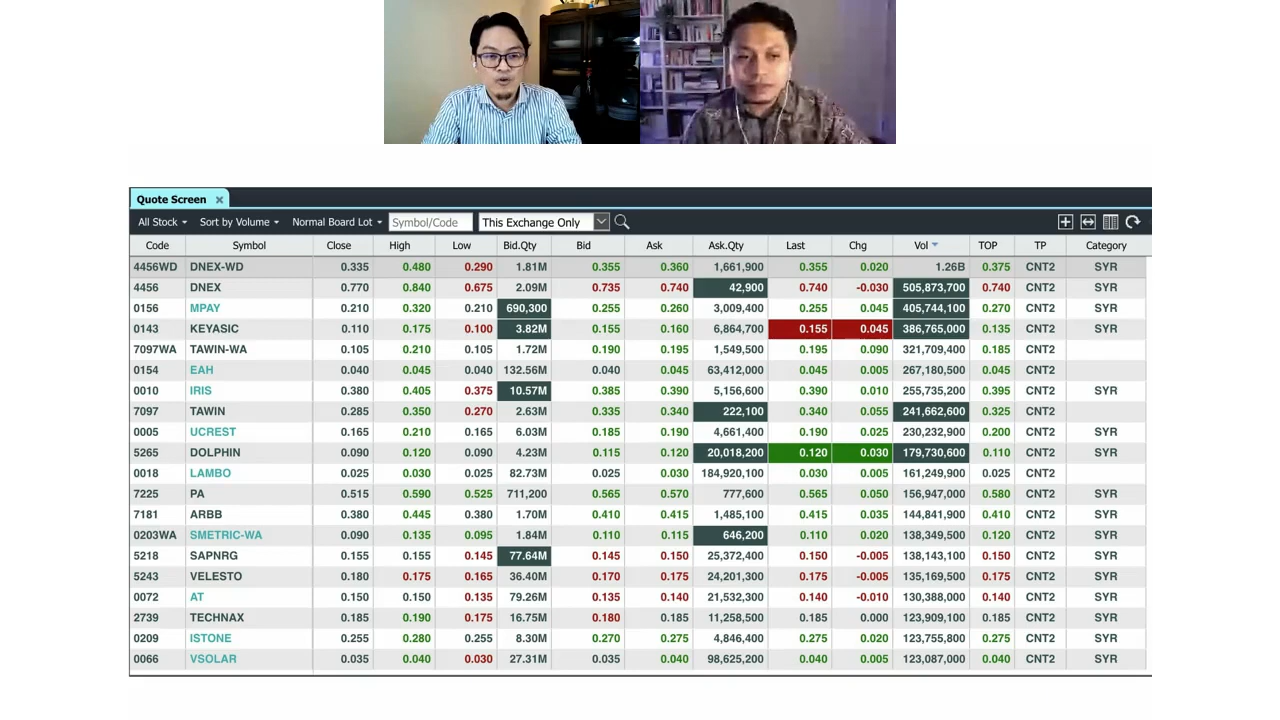 Quote Screen ×
All Stock Sort by Volume Normal Board Lot Symbol/Code This Exchange Only
Code Symbol Close High Low Bid.Qty Bid Ask Ask.Qty Last Chg Vol TOP TP Category
4456WD DNEX-WD 0.335 0.480 0.290 1.81M 0.355 0.360 1,661,900 0.355 0.020 1.26B 0.375 CNT2 SYR
4456 DNEX 0.770 0.840 0.675 2.09M 0.735 0.740 42,900 0.740 -0.030 505,873,700 0.740 CNT2 SYR
0156 MPAY 0.210 0.320 0.210 690,300 0.255 0.260 3,009,400 0.255 0.045 405,744,100 0.270 CNT2 SYR
0143 KEYASIC 0.110 0.175 0.100 3.82M 0.155 0.160 6,864,700 0.155 0.045 386,765,000 0.135 CNT2 SYR
7097WA TAWIN-WA 0.105 0.210 0.105 1.72M 0.190 0.195 1,549,500 0.195 0.090 321,709,400 0.185 CNT2
0154 EAH 0.040 0.045 0.040 132.56M 0.040 0.045 63,412,000 0.045 0.005 267,180,500 0.045 CNT2
0010 IRIS 0.380 0.405 0.375 10.57M 0.385 0.390 5,156,600 0.390 0.010 255,735,200 0.395 CNT2 SYR
7097 TAWIN 0.285 0.350 0.270 2.63M 0.335 0.340 222,100 0.340 0.055 241,662,600 0.325 CNT2
0005 UCREST 0.165 0.210 0.165 6.03M 0.185 0.190 4,661,400 0.190 0.025 230,232,900 0.200 CNT2 SYR
5265 DOLPHIN 0.090 0.120 0.090 4.23M 0.115 0.120 20,018,200 0.120 0.030 179,730,600 0.110 CNT2 SYR
0018 LAMBO 0.025 0.030 0.025 82.73M 0.025 0.030 184,920,100 0.030 0.005 161,249,900 0.025 CNT2
7225 PA 0.515 0.590 0.525 711,200 0.565 0.570 777,600 0.565 0.050 156,947,000 0.580 CNT2 SYR
7181 ARBB 0.380 0.445 0.380 1.70M 0.410 0.415 1,485,100 0.415 0.035 144,841,900 0.410 CNT2 SYR
0203WA SMETRIC-WA 0.090 0.135 0.095 1.84M 0.110 0.115 646,200 0.110 0.020 138,349,500 0.120 CNT2 SYR
5218 SAPNRG 0.155 0.155 0.145 77.64M 0.145 0.150 25,372,400 0.150 -0.005 138,143,100 0.150 CNT2 SYR
5243 VELESTO 0.180 0.175 0.165 36.40M 0.170 0.175 24,201,300 0.175 -0.005 135,169,500 0.175 CNT2 SYR
0072 AT 0.150 0.150 0.135 79.26M 0.135 0.140 21,532,300 0.140 -0.010 130,388,000 0.140 CNT2 SYR
2739 TECHNAX 0.185 0.190 0.175 16.75M 0.180 0.185 11,258,500 0.185 0.000 123,909,100 0.185 CNT2 SYR
0209 ISTONE 0.255 0.280 0.255 8.30M 0.270 0.275 4,846,400 0.275 0.020 123,755,800 0.275 CNT2 SYR
0066 VSOLAR 0.035 0.040 0.030 27.31M 0.035 0.040 98,625,200 0.040 0.005 123,087,000 0.040 CNT2 SYR